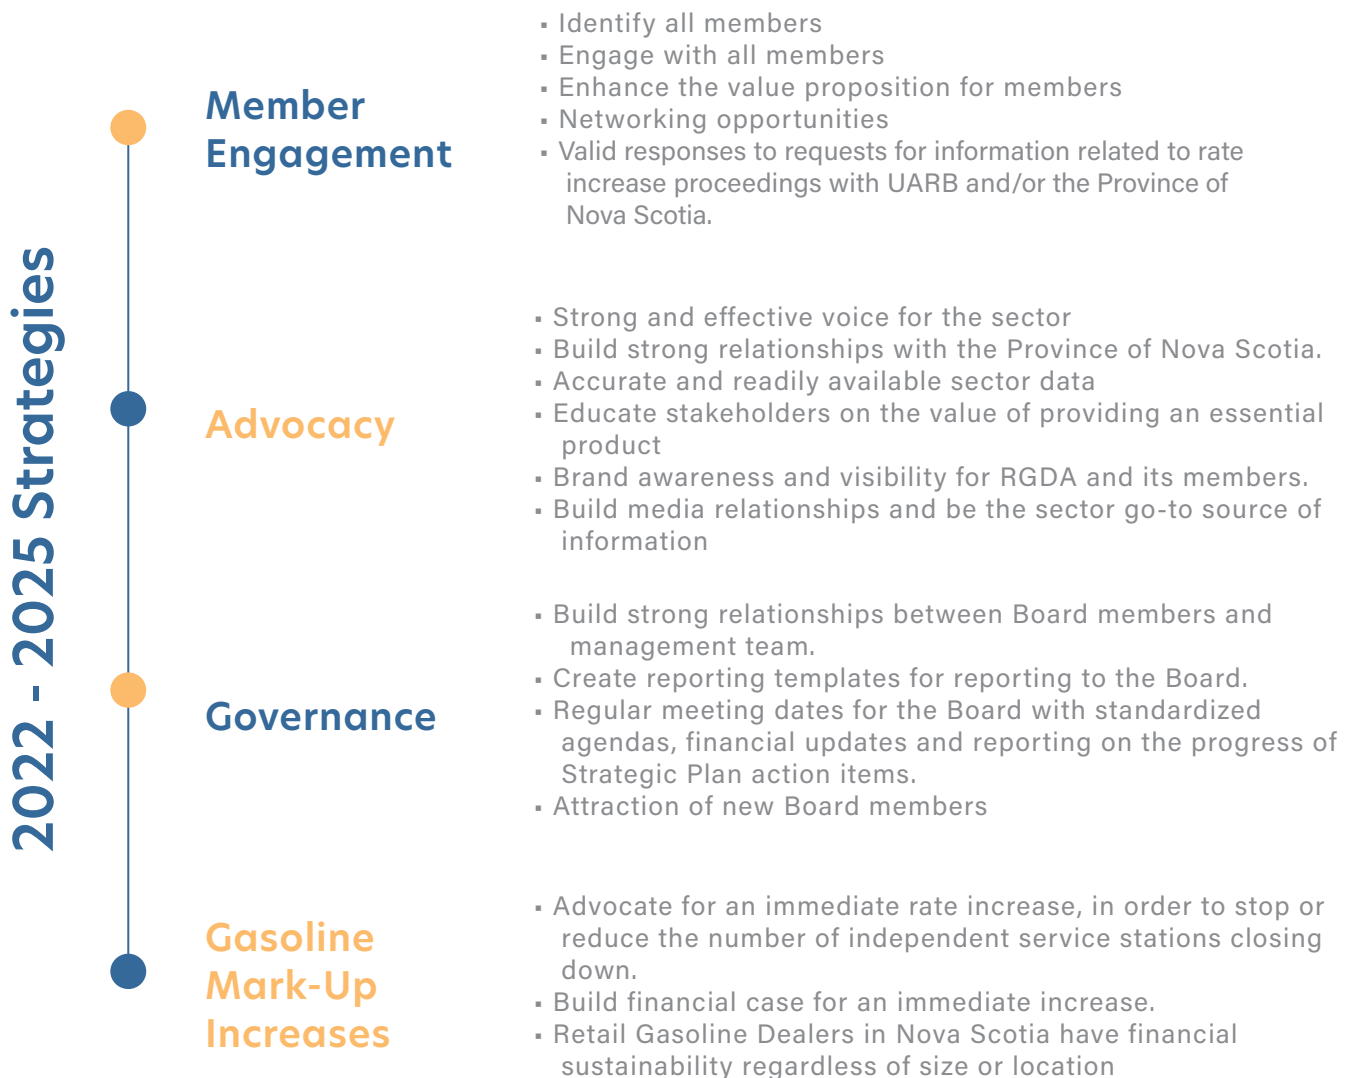 2022 - 2025 Strategies
Member
Engagement
▪ Identify all members
▪ Engage with all members
▪ Enhance the value proposition for members
▪ Networking opportunities
▪ Valid responses to requests for information related to rate
increase proceedings with UARB and/or the Province of
Nova Scotia.
Advocacy
▪ Strong and effective voice for the sector
▪ Build strong relationships with the Province of Nova Scotia.
▪ Accurate and readily available sector data
▪ Educate stakeholders on the value of providing an essential
product
▪ Brand awareness and visibility for RGDA and its members.
▪ Build media relationships and be the sector go-to source of
information
Governance
▪ Build strong relationships between Board members and
management team.
▪ Create reporting templates for reporting to the Board.
▪ Regular meeting dates for the Board with standardized
agendas, financial updates and reporting on the progress of
Strategic Plan action items.
▪ Attraction of new Board members
Gasoline
Mark-Up
Increases
▪ Advocate for an immediate rate increase, in order to stop or
reduce the number of independent service stations closing
down.
▪ Build financial case for an immediate increase.
▪ Retail Gasoline Dealers in Nova Scotia have financial
sustainability regardless of size or location